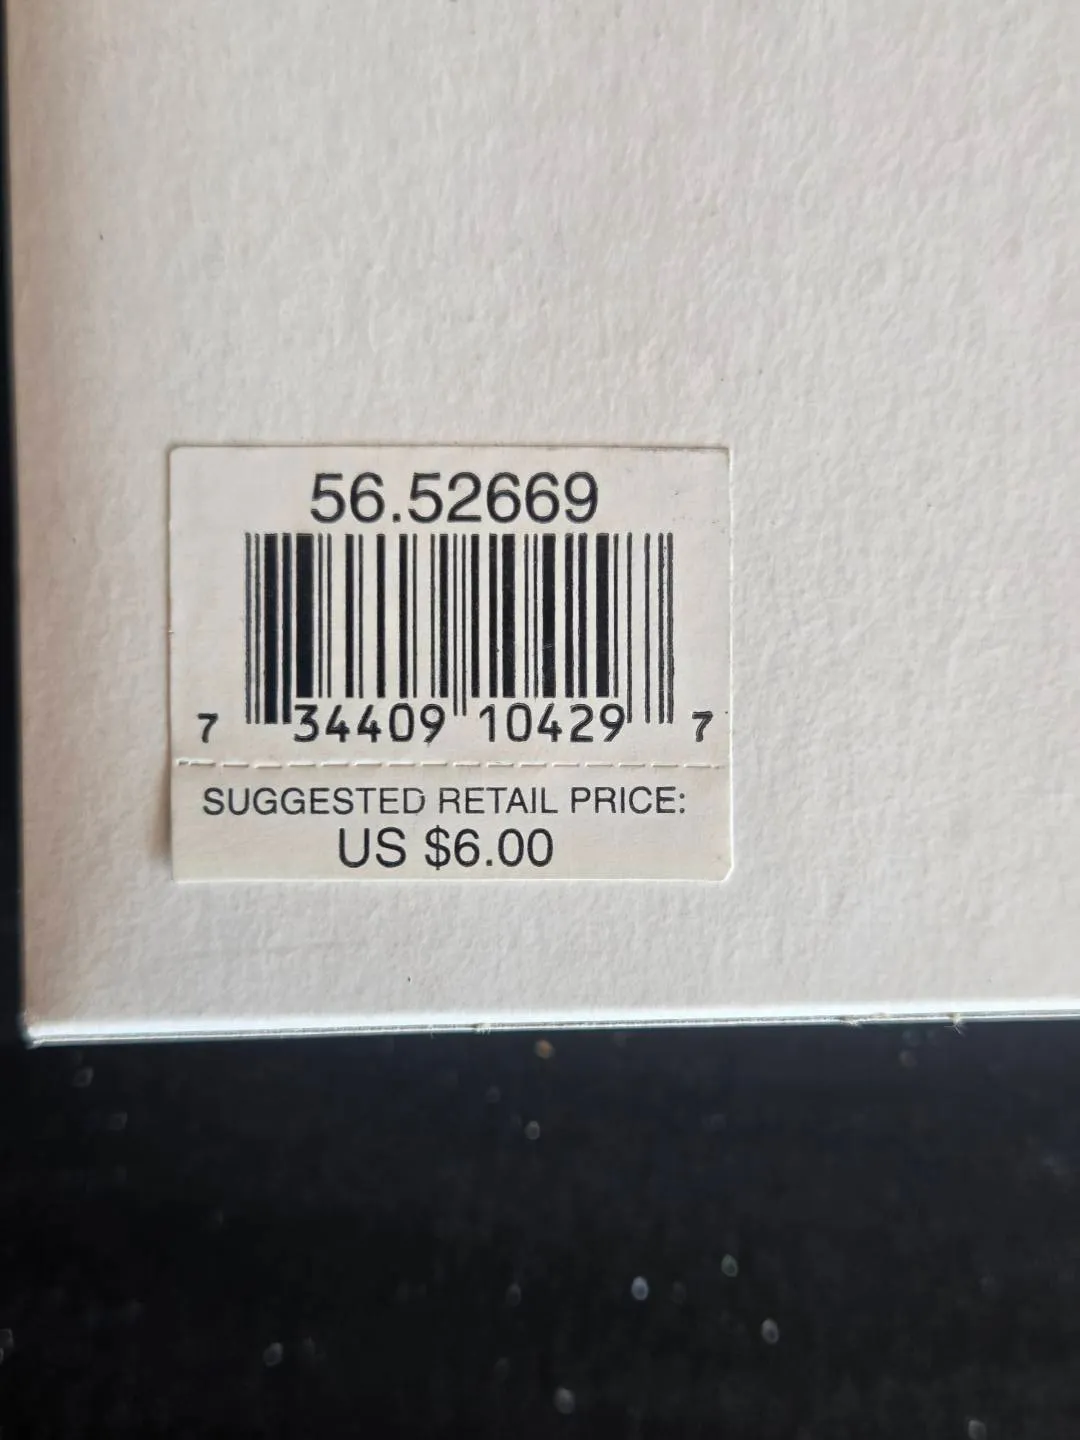 56.52669
7 34409 10429 7
SUGGESTED RETAIL PRICE:
US $6.00